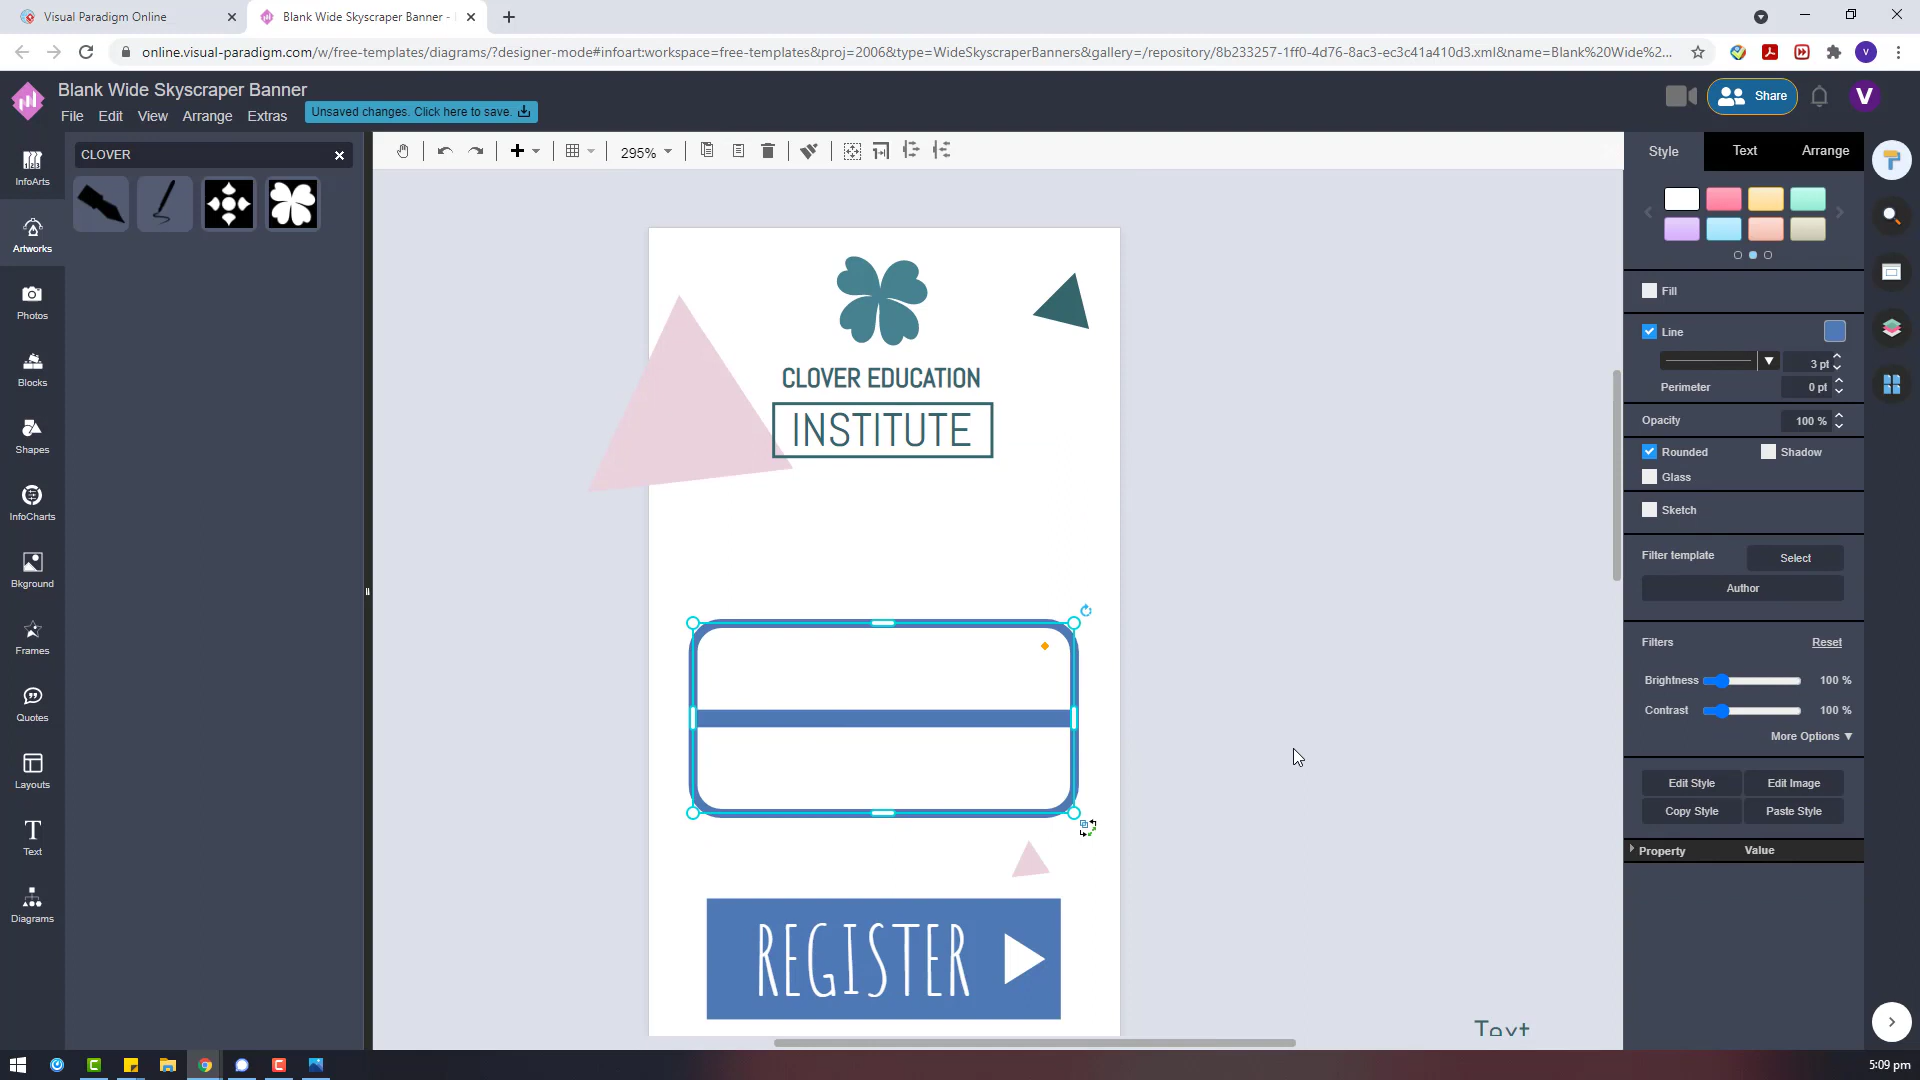 Visual Paradigm Online
Blank Wide Skyscraper Banner -
online.visual-paradigm.com/w/free-templates/diagrams/?designer-mode#infoart:workspace=free-templates&proj=2006&type=WideSkyscraperBanners&gallery=/repository/8b233257-1ff0-4d76-8ac3-ec3c41a410d3.xml&name=Blank%20Wide%2...
V
Blank Wide Skyscraper Banner
File
Edit
View
Arrange
Extras
Unsaved changes. Click here to save.
Share
V
InfoArts
Artworks
Photos
Blocks
Shapes
InfoCharts
Bkground
Frames
Quotes
Layouts
Text
Diagrams
CLOVER
295%
CLOVER EDUCATION
INSTITUTE
REGISTER
Text
Style
Text
Arrange
Fill
Line
3 pt
Perimeter
0 pt
Opacity
100 %
Rounded
Shadow
Glass
Sketch
Filter template
Select
Author
Filters
Reset
Brightness
100 %
Contrast
100 %
More Options ▼
Edit Style
Edit Image
Copy Style
Paste Style
Property
Value
5:09 pm